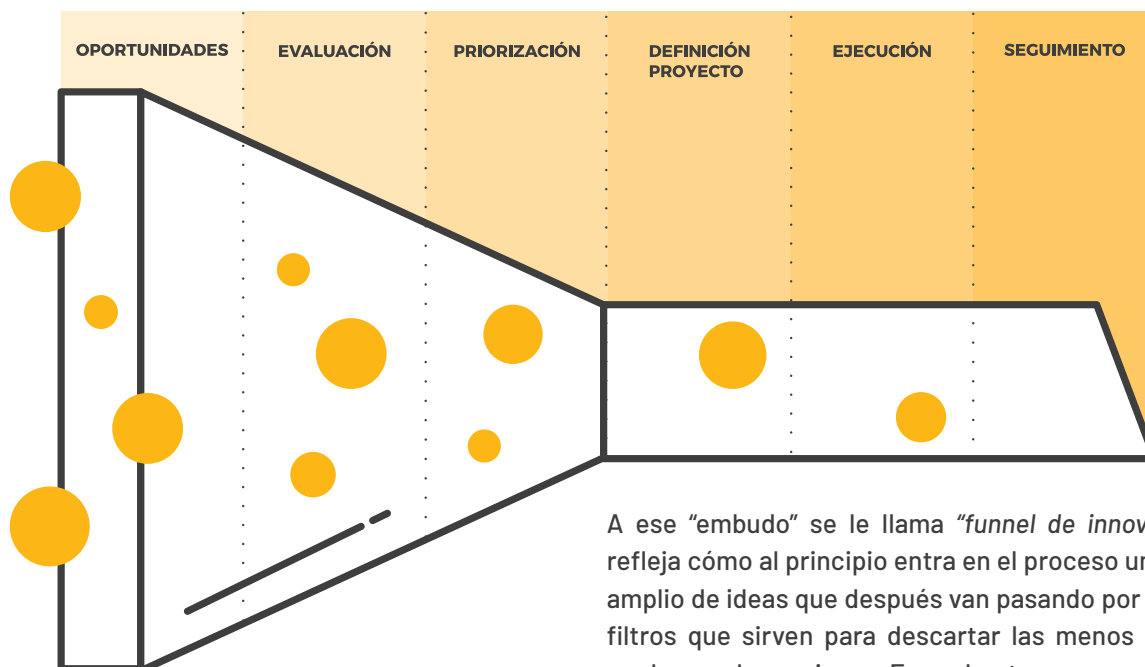 OPORTUNIDADES
EVALUACIÓN
PRIORIZACIÓN
DEFINICIÓN
PROYECTO
EJECUCIÓN
SEGUIMIENTO
A ese “embudo” se le llama “funnel de innov
refleja cómo al principio entra en el proceso
amplio de ideas que después van pasando por
filtros que sirven para descartar las menos